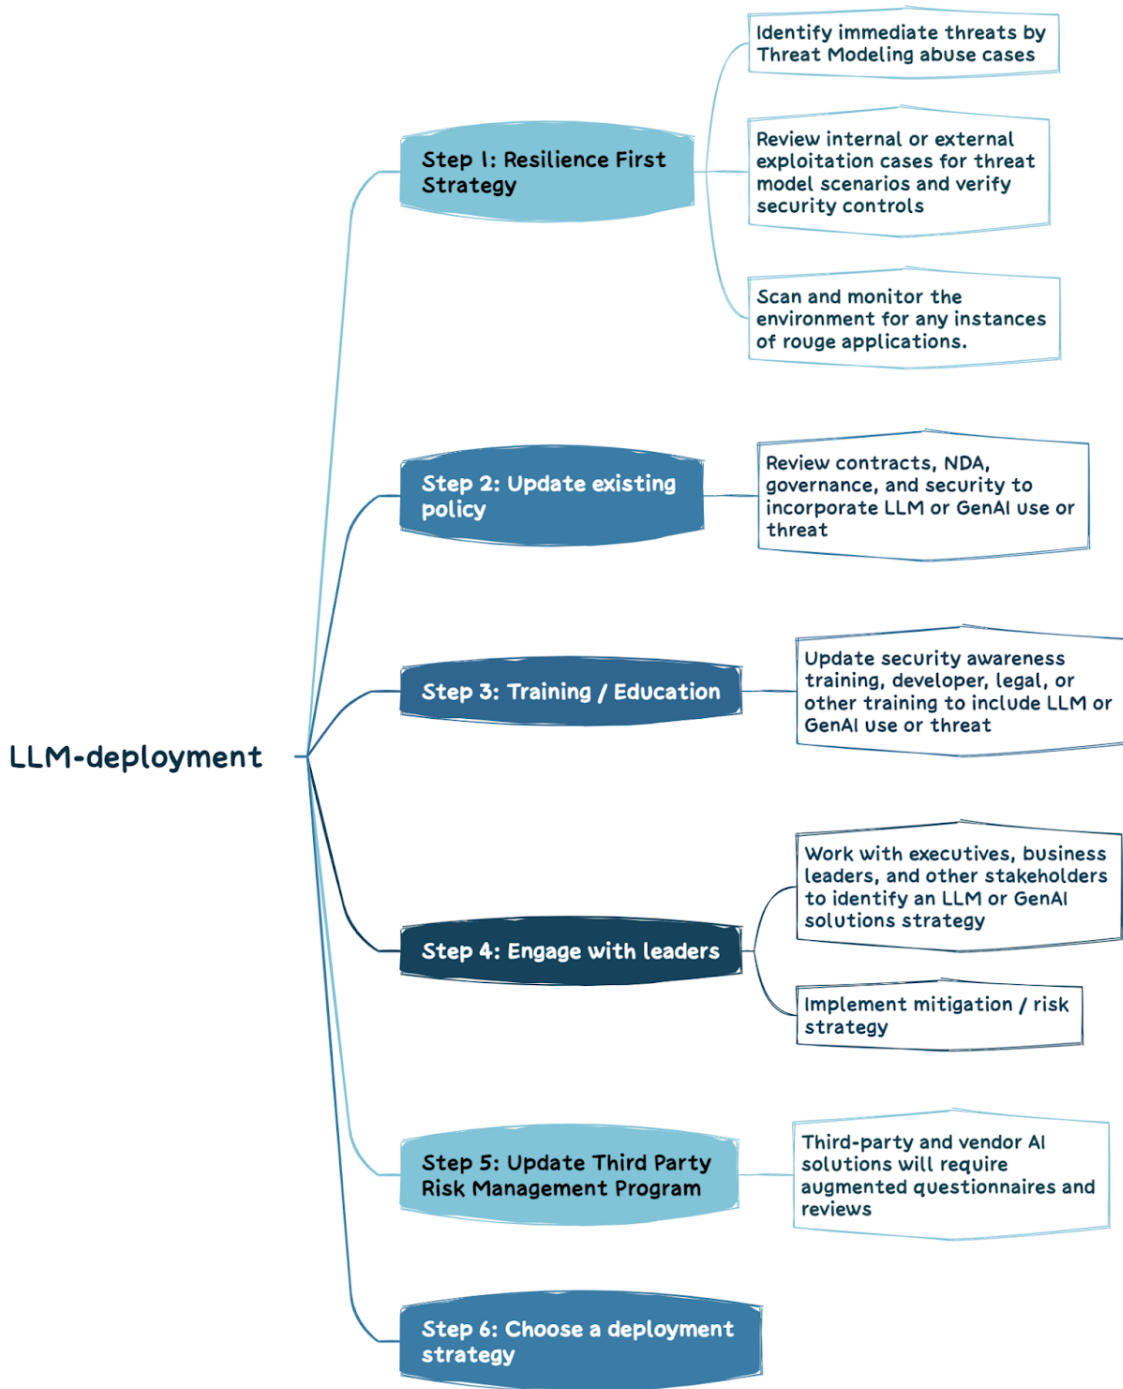 LLM-deployment
Step 1: Resilience First
Strategy
Identify immediate threats by
Threat Modeling abuse cases
Review internal or external
exploitation cases for threat
model scenarios and verify
security controls
Scan and monitor the
environment for any instances
of rouge applications.
Step 2: Update existing
policy
Review contracts, NDA,
governance, and security to
incorporate LLM or GenAI use or
threat
Step 3: Training / Education
Update security awareness
training, developer, legal, or
other training to include LLM or
GenAI use or threat
Step 4: Engage with leaders
Work with executives, business
leaders, and other stakeholders
to identify an LLM or GenAI
solutions strategy
Implement mitigation / risk
strategy
Step 5: Update Third Party
Risk Management Program
Third-party and vendor AI
solutions will require
augmented questionnaires and
reviews
Step 6: Choose a deployment
strategy